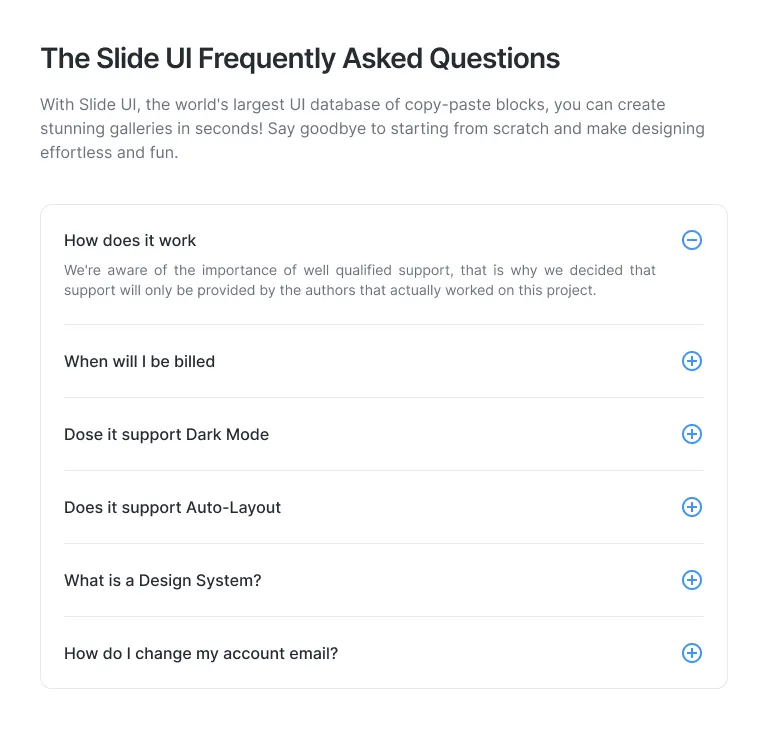 The Slide UI Frequently Asked Questions
With Slide UI, the world's largest UI database of copy-paste blocks, you can create
stunning galleries in seconds! Say goodbye to starting from scratch and make designing
effortless and fun.
How does it work
We're aware of the importance of well qualified support, that is why we decided that
support will only be provided by the authors that actually worked on this project.
When will I be billed
Dose it support Dark Mode
Does it support Auto-Layout
What is a Design System?
How do I change my account email?